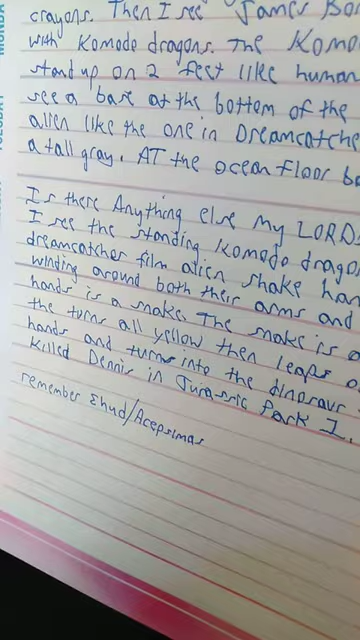 crayons. Then I see James Bo
with Komodo dragons. The Komo
stand up on 2 feet like human
see a base at the bottom of the
alien like the one in Dreamcatche
a tall gray. AT the ocean floor ba
Is there Anything else My LORD
I see the standing Komodo drago
dreamcatcher film alien shake han
winding around both their arms and
hands is a snake. The snake is a
the turns all yellow then leaps o
hands and turns into the dinosaur
killed Dennis in Jurassic Park 1.
remember Ehud/Acepsimas